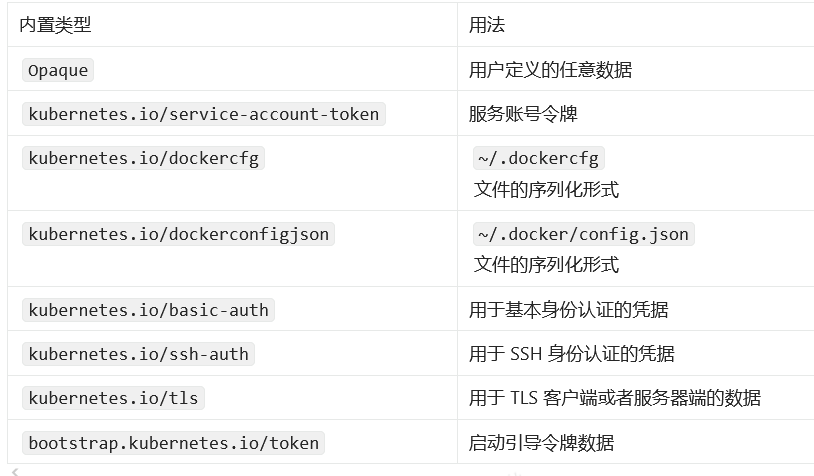 内置类型 用法
Opaque 用户定义的任意数据
kubernetes.io/service-account-token 服务账号令牌
kubernetes.io/dockercfg ~/.dockercfg
文件的序列化形式
kubernetes.io/dockerconfigjson ~/.docker/config.json
文件的序列化形式
kubernetes.io/basic-auth 用于基本身份认证的凭据
kubernetes.io/ssh-auth 用于 SSH 身份认证的凭据
kubernetes.io/tls 用于 TLS 客户端或者服务器端的数据
bootstrap.kubernetes.io/token 启动引导令牌数据